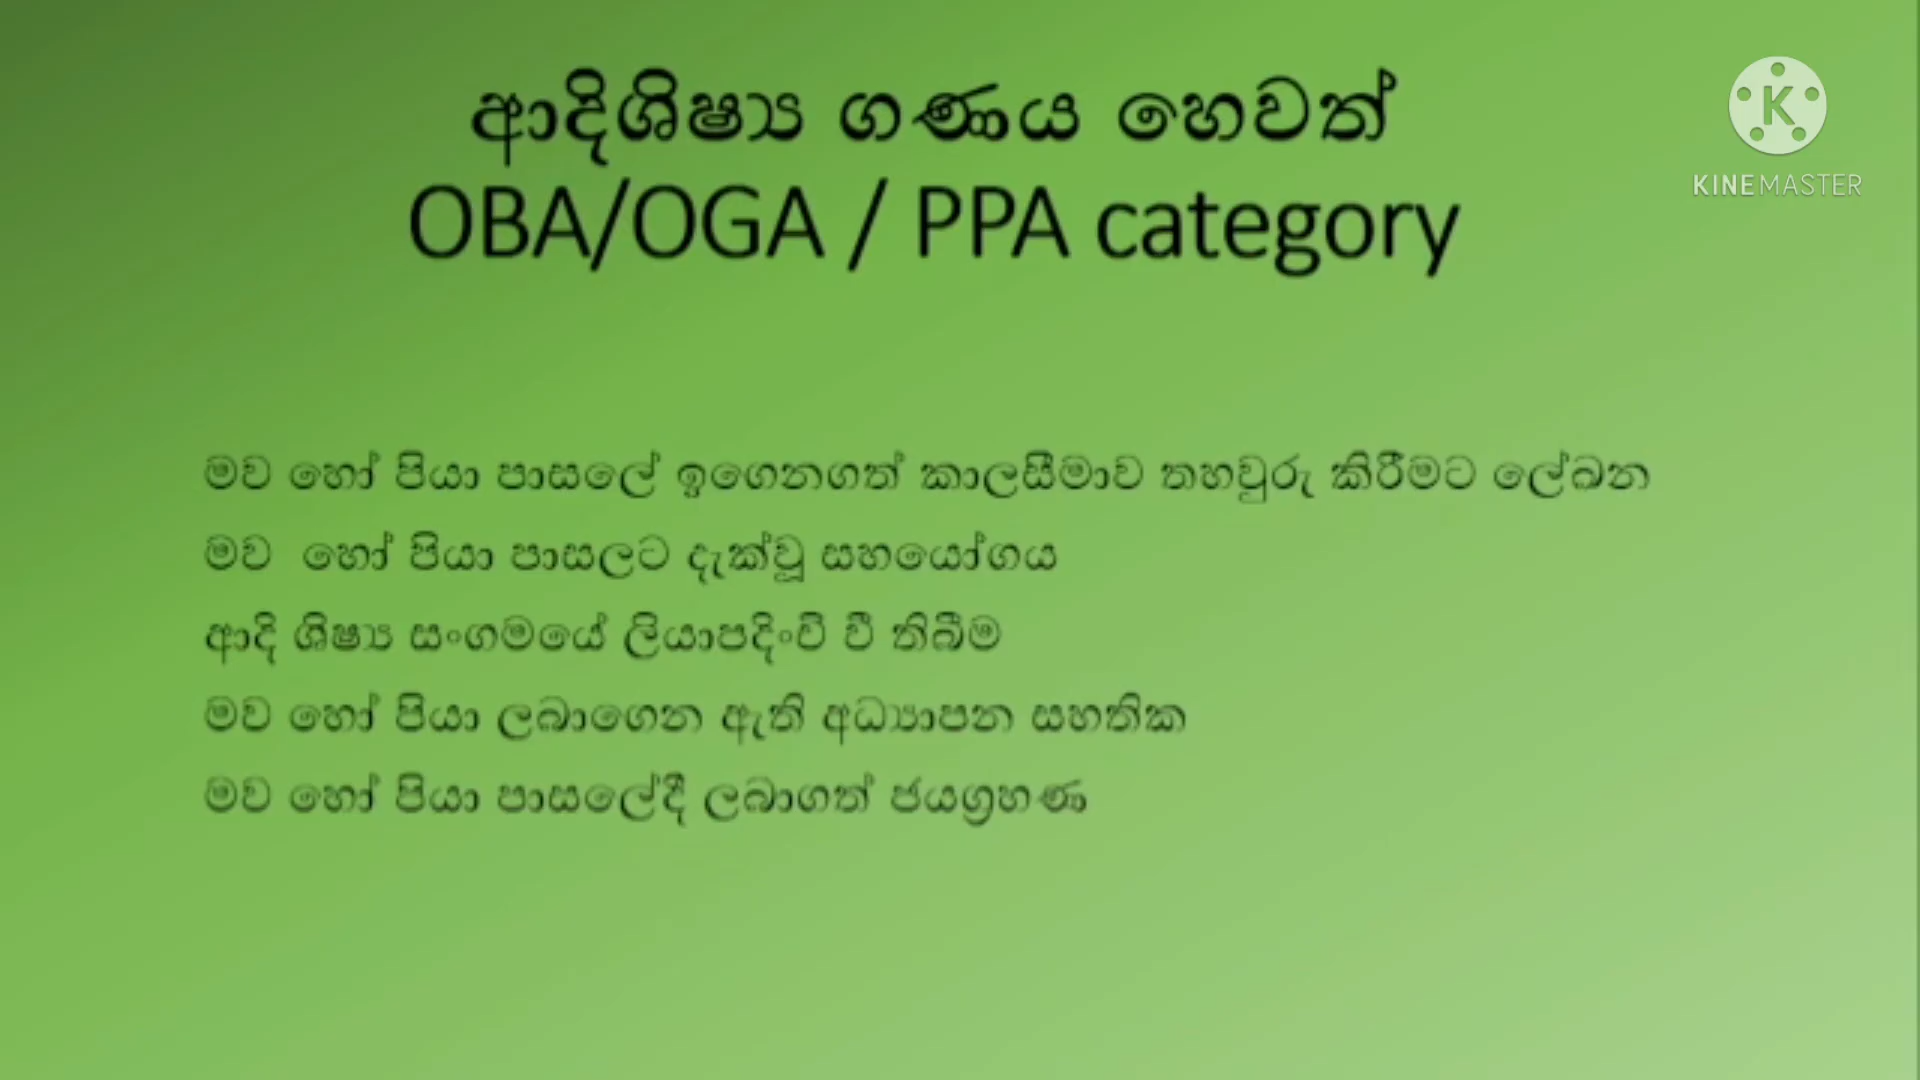 ආදිශිෂ්‍ය ගණය හෙවත්
OBA/OGA / PPA category
K
KINEMASTER
මව හෝ පියා පාසලේ ඉගෙනගත් කාලසීමාව තහවුරු කිරීමට ලේඛන
මව හෝ පියා පාසලට දැක්වූ සහයෝගය
ආදි ශිෂ්‍ය සංගමයේ ලියාපදිංචි වී තිබීම
මව හෝ පියා ලබාගෙන ඇති අධ්‍යාපන සහතික
මව හෝ පියා පාසලේදී ලබාගත් ජයග්‍රහණ